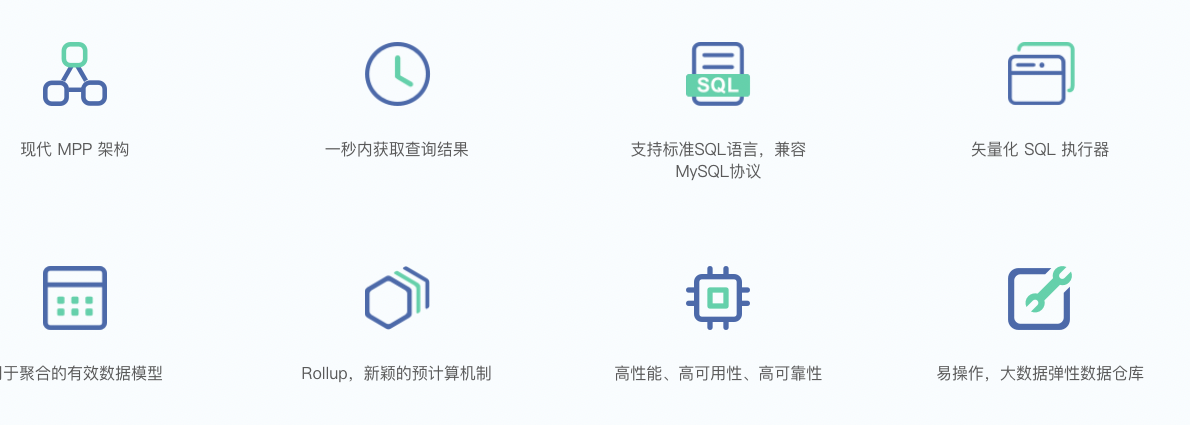 现代 MPP 架构
一秒内获取查询结果
SQL
支持标准SQL语言，兼容
MySQL协议
矢量化 SQL 执行器
于聚合的有效数据模型
Rollup，新颖的预计算机制
高性能、高可用性、高可靠性
易操作，大数据弹性数据仓库